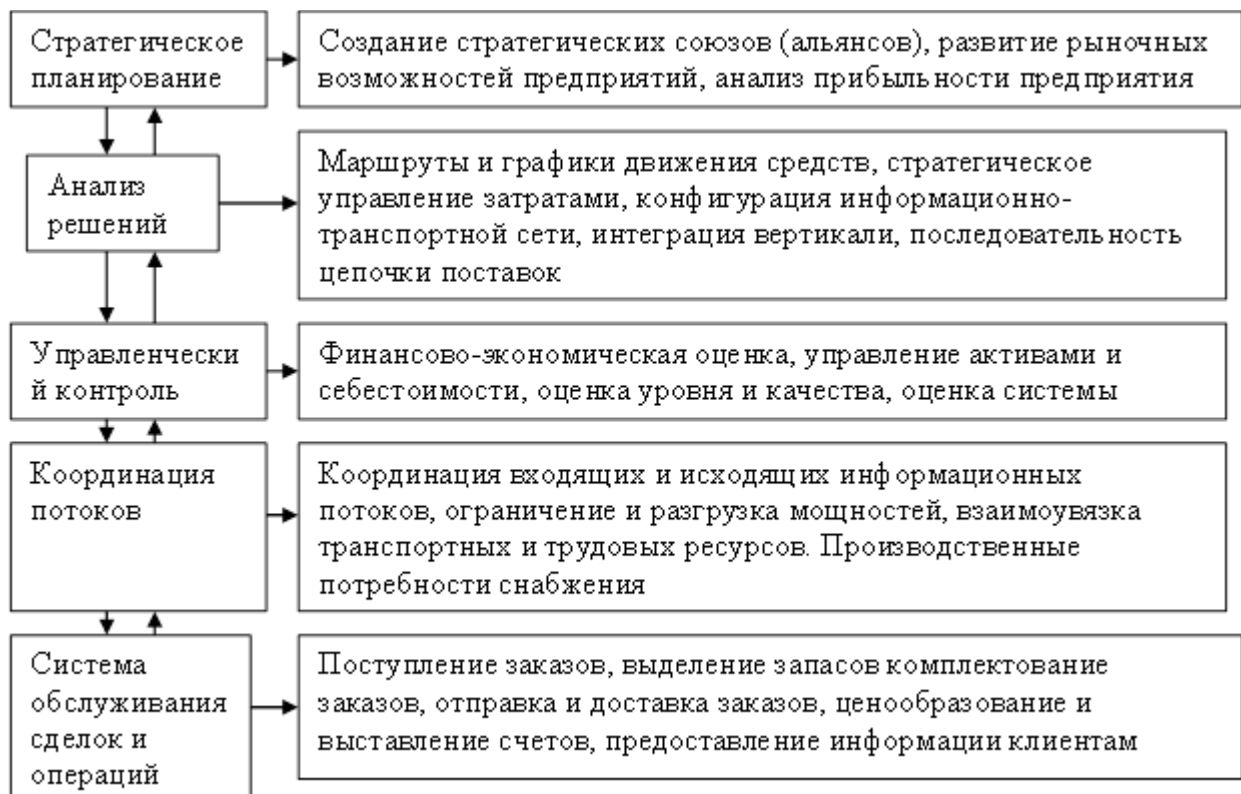 Стратегическое
планирование
Создание стратегических союзов (альянсов), развитие рыночных
возможностей предприятий, анализ прибыльности предприятия
Анализ
решений
Маршруты и графики движения средств, стратегическое
управление затратами, конфигурация информационно-
транспортной сети, интеграция вертикали, последовательность
цепочки поставок
Управленчески
й контроль
Финансово-экономическая оценка, управление активами и
себестоимости, оценка уровня и качества, оценка системы
Координация
потоков
Координация входящих и исходящих информационных
потоков, ограничение и разгрузка мощностей, взаимоувязка
транспортных и трудовых ресурсов. Производственные
потребности снабжения
Система
обслуживания
сделок и
операций
Поступление заказов, выделение запасов комплектование
заказов, отправка и доставка заказов, ценообразование и
выставление счетов, предоставление информации клиентам